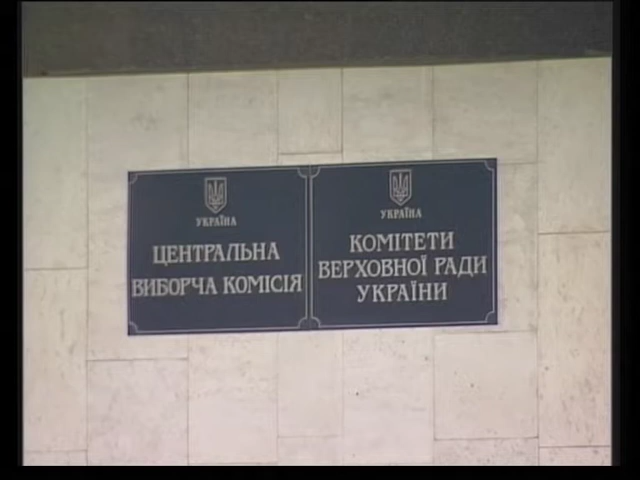 УКРАЇНА
ЦЕНТРАЛЬНА
ВИБОРЧА КОМІСІЯ
УКРАЇНА
КОМІТЕТИ
ВЕРХОВНОЇ РАДИ
УКРАЇНИ